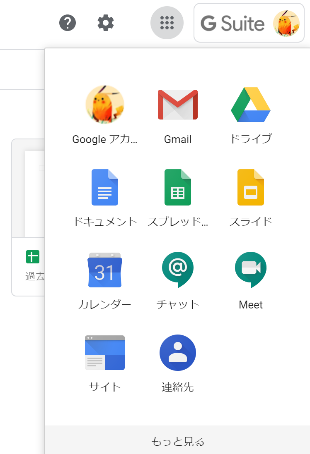 G Suite
Google アカ...
Gmail
ドライブ
ドキュメント
スプレッド...
スライド
31
カレンダー
チャット
Meet
サイト
連絡先
過去
もっと見る